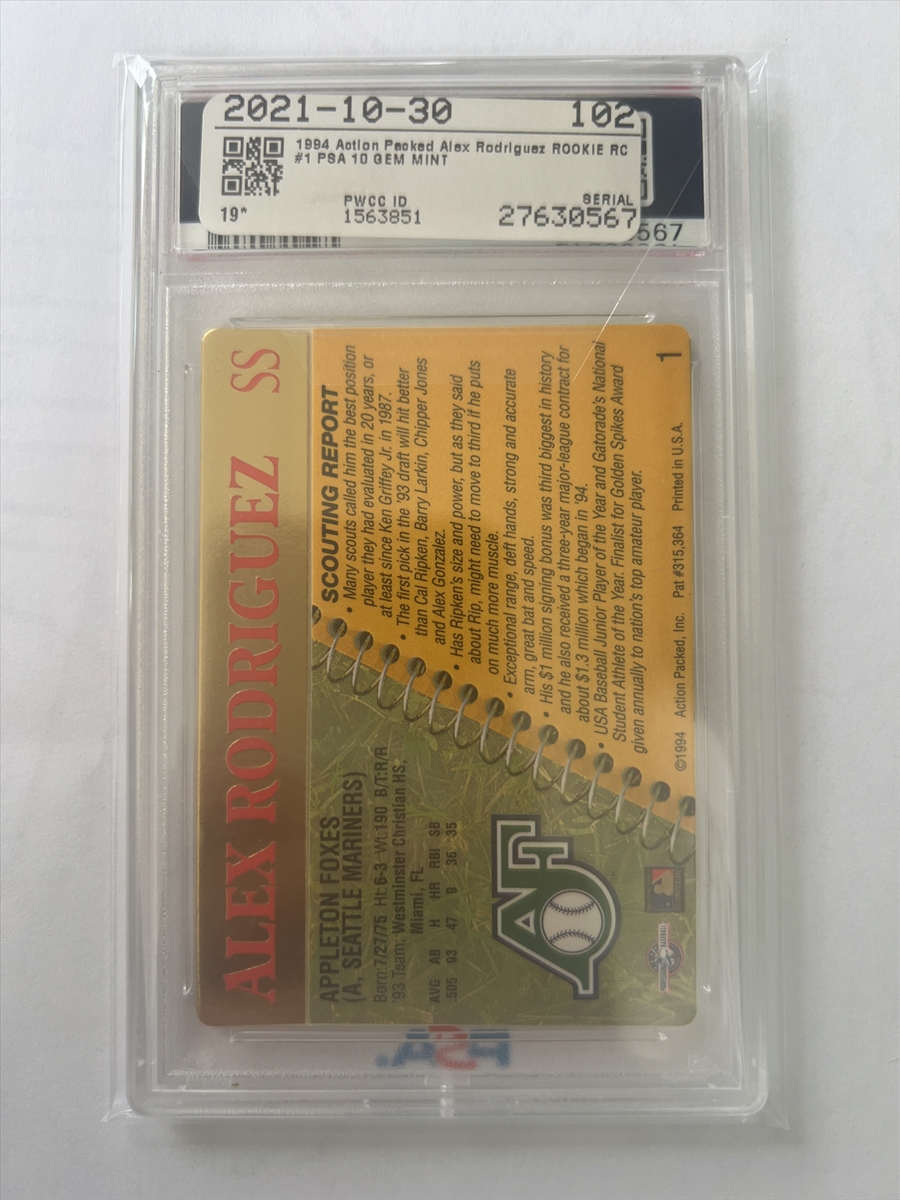 2021-10-30 102
1994 Action Packed Alex Rodriguez ROOKIE RC
#1 PSA 10 GEM MINT
PWCC ID SERIAL
19* 1563851 27630567
567
ALEX RODRIGUEZ SS
SCOUTING REPORT
• Many scouts called him the best position
player they had evaluated in 20 years, or
at least since Ken Griffey Jr. in 1987.
• The first pick in the '93 draft will hit better
than Cal Ripken, Barry Larkin, Chipper Jones
and Alex Gonzalez.
• Has Ripken's size and power, but as they said
about Rip, might need to move to third if he puts
on much more muscle.
• Exceptional range, deft hands, strong and accurate
arm, great bat and speed.
• His $1 million signing bonus was third biggest in history
and he also received a three-year major-league contract for
about $1.3 million which began in '94.
• USA Baseball Junior Player of the Year and Gatorade's National
Student Athlete of the Year. Finalist for Golden Spikes Award
given annually to nation's top amateur player.
©1994 Action Packed, Inc. Pat #315,364 Printed in U.S.A. 1
APPLETON FOXES
(A, SEATTLE MARINERS)
Born:7/27/75 Ht:6-3 Wt:190 B/T:R/R
'93 Team: Westminster Christian HS,
Miami, FL
AVG AB H HR RBI SB
.505 93 47 9 36 35
AF
PSA